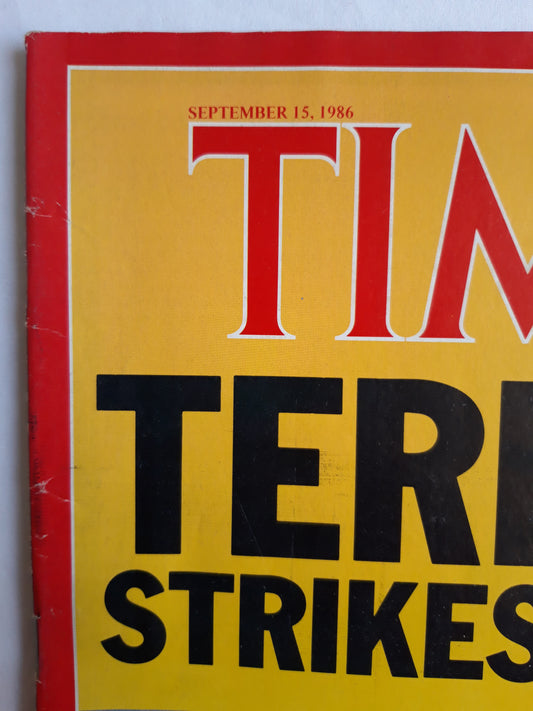 SEPTEMBER 15, 1986
TIM
TER
STRIKES